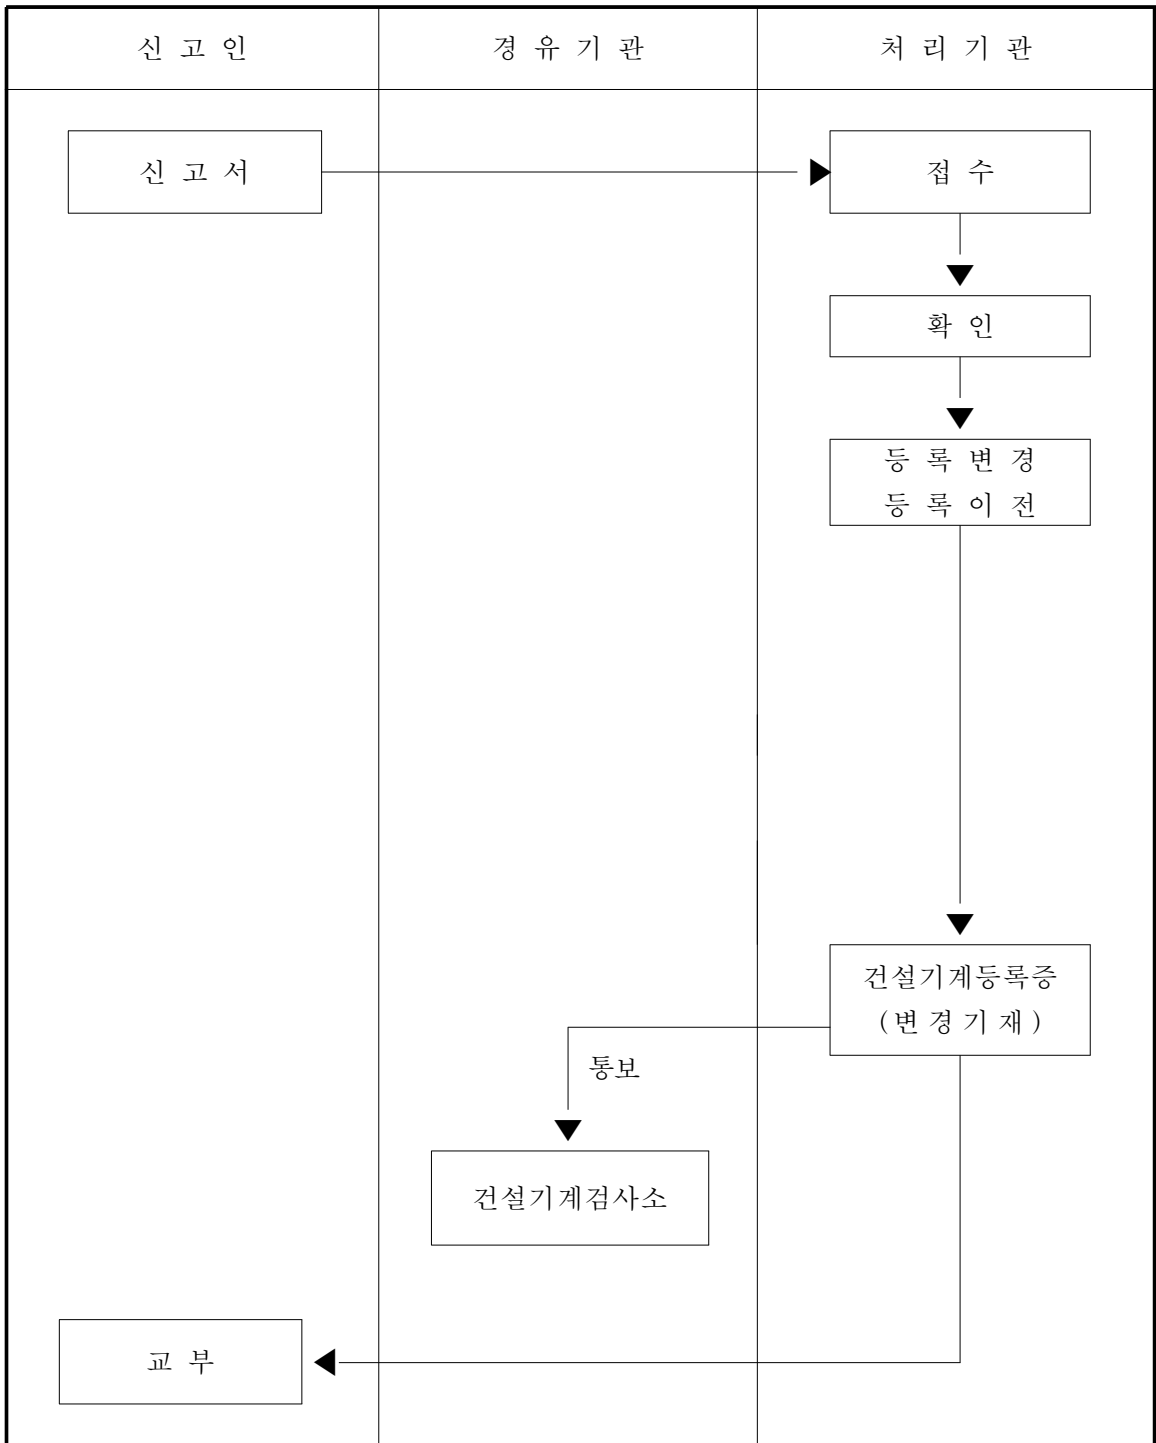 신 고 인
경 유 기 관
처 리 기 관
신 고 서
접 수
확 인
등 록 변 경
등 록 이 전
건설기계등록증
(변 경 기 재)
통보
건설기계검사소
교 부